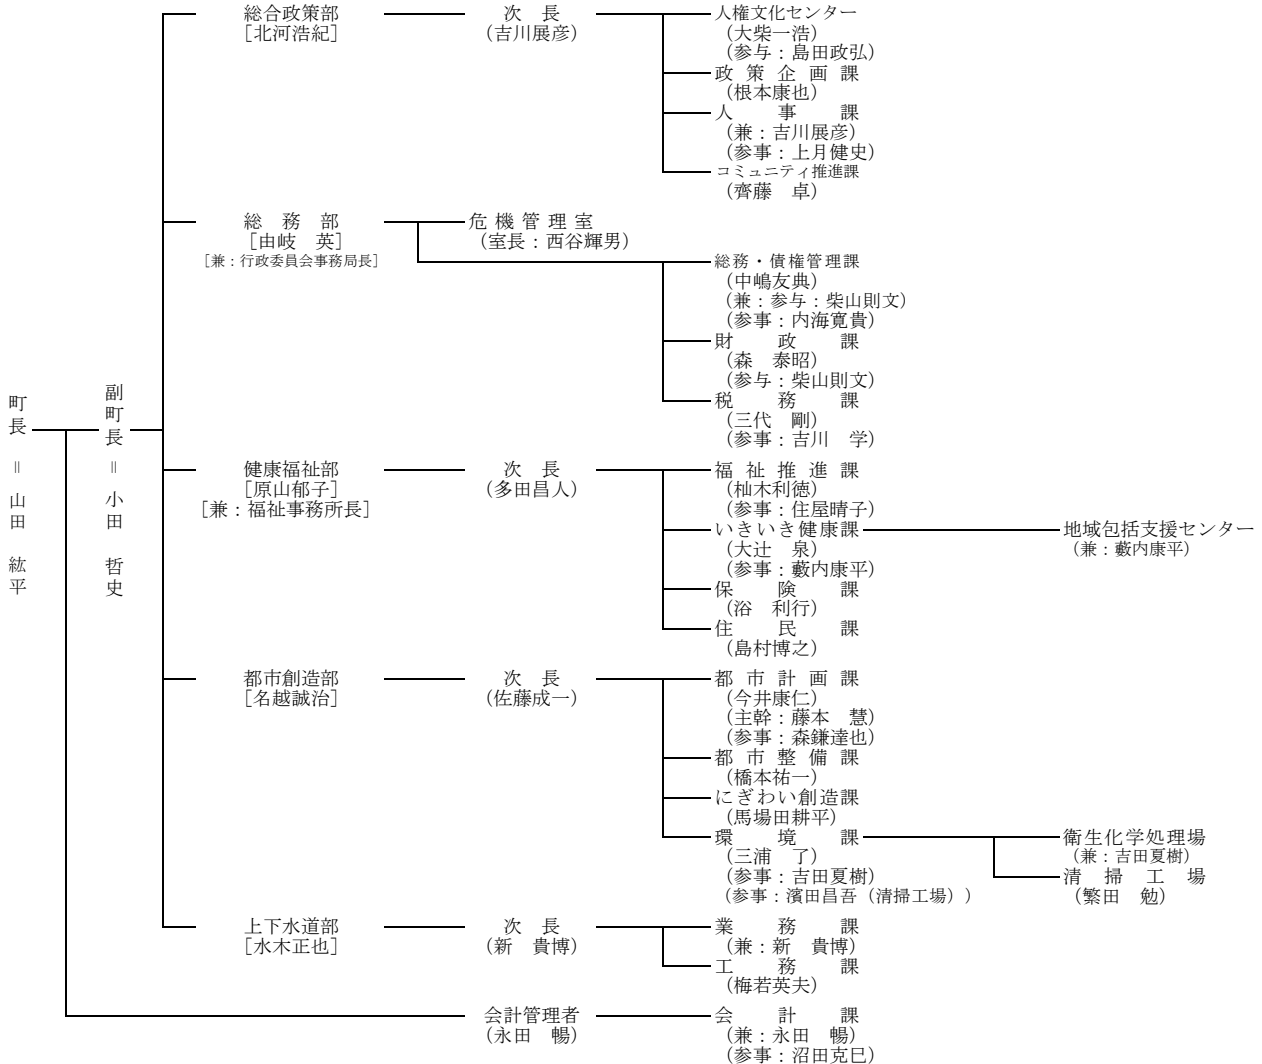 町長 ＝ 山田 紘平
副町長 ＝ 小田 哲史
総合政策部
［北河浩紀］
次 長
（吉川展彦）
人権文化センター
（大柴一浩）
（参与：島田政弘）
政 策 企 画 課
（根本康也）
人 事 課
（兼：吉川展彦）
（参事：上月健史）
コミュニティ推進課
（齊藤　卓）
総 務 部
［由岐　英］
［兼：行政委員会事務局長］
危 機 管 理 室
（室長：西谷輝男）
総務・債権管理課
（中嶋友典）
（兼：参与：柴山則文）
（参事：内海寛貴）
財 政 課
（森　泰昭）
（参与：柴山則文）
税 務 課
（三代　剛）
（参事：吉川　学）
健康福祉部
［原山郁子］
［兼：福祉事務所長］
次 長
（多田昌人）
福 祉 推 進 課
（杣木利徳）
（参事：住屋晴子）
いきいき健康課
（大辻　泉）
（参事：藪内康平）
地域包括支援センター
（兼：藪内康平）
保 険 課
（浴　利行）
住 民 課
（島村博之）
都市創造部
［名越誠治］
次 長
（佐藤成一）
都 市 計 画 課
（今井康仁）
（主幹：藤本　慧）
（参事：森鎌達也）
都 市 整 備 課
（橋本祐一）
にぎわい創造課
（馬場田耕平）
環 境 課
（三浦　了）
（参事：吉田夏樹）
（参事：濱田昌吾（清掃工場））
衛生化学処理場
（兼：吉田夏樹）
清 掃 工 場
（繁田　勉）
上下水道部
［水木正也］
次 長
（新　貴博）
業 務 課
（兼：新　貴博）
工 務 課
（梅若英夫）
会計管理者
（永田　暢）
会 計 課
（兼：永田　暢）
（参事：沼田克巳）